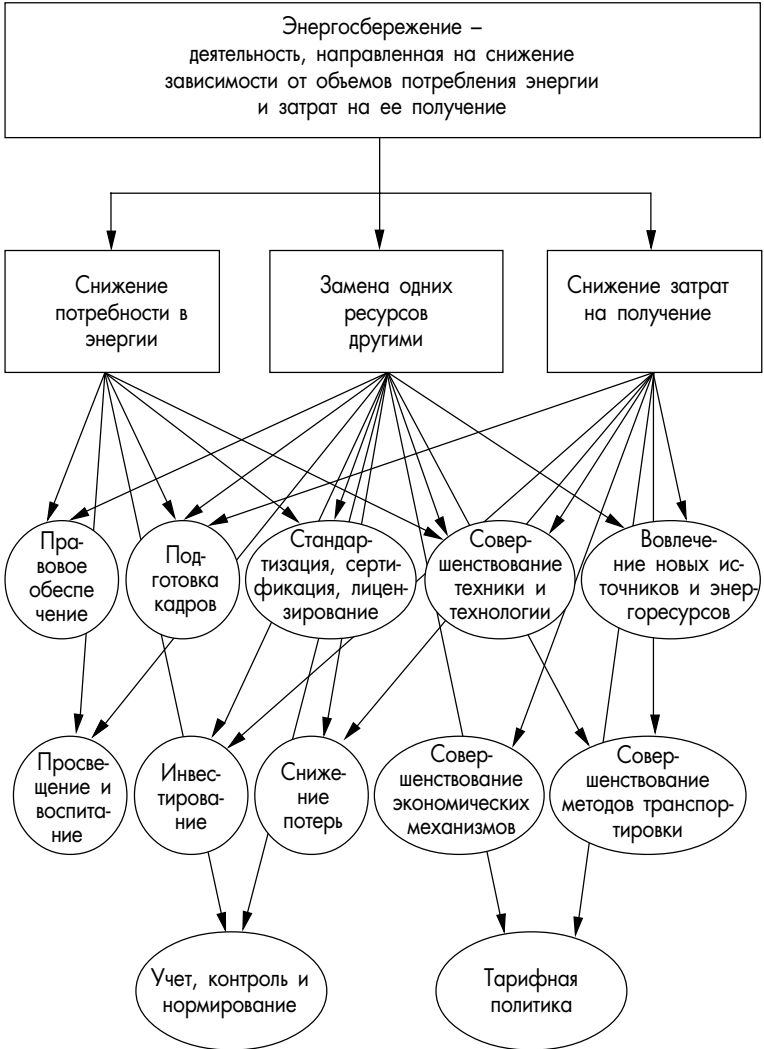 Энергосбережение –
деятельность, направленная на снижение
зависимости от объемов потребления энергии
и затрат на ее получение
Снижение
потребности в
энергии
Замена одних
ресурсов
другими
Снижение затрат
на получение
Пра-
вовое
обеспе
чение
Под-
готовка
кадров
Стандар-
тизация, серти-
фикация, лицен-
зирование
Совер-
шенствование
техники и
технологии
Вовлече-
ние новых ис-
точников и энер-
горесурсов
Просве-
щение и
воспита-
ние
Инвес-
тирова-
ние
Сниже-
ние
потерь
Совер-
шенствование
экономических
механизмов
Совер-
шенствование
методов транспор-
тировки
Учет, контроль и
нормирование
Тарифная
политика